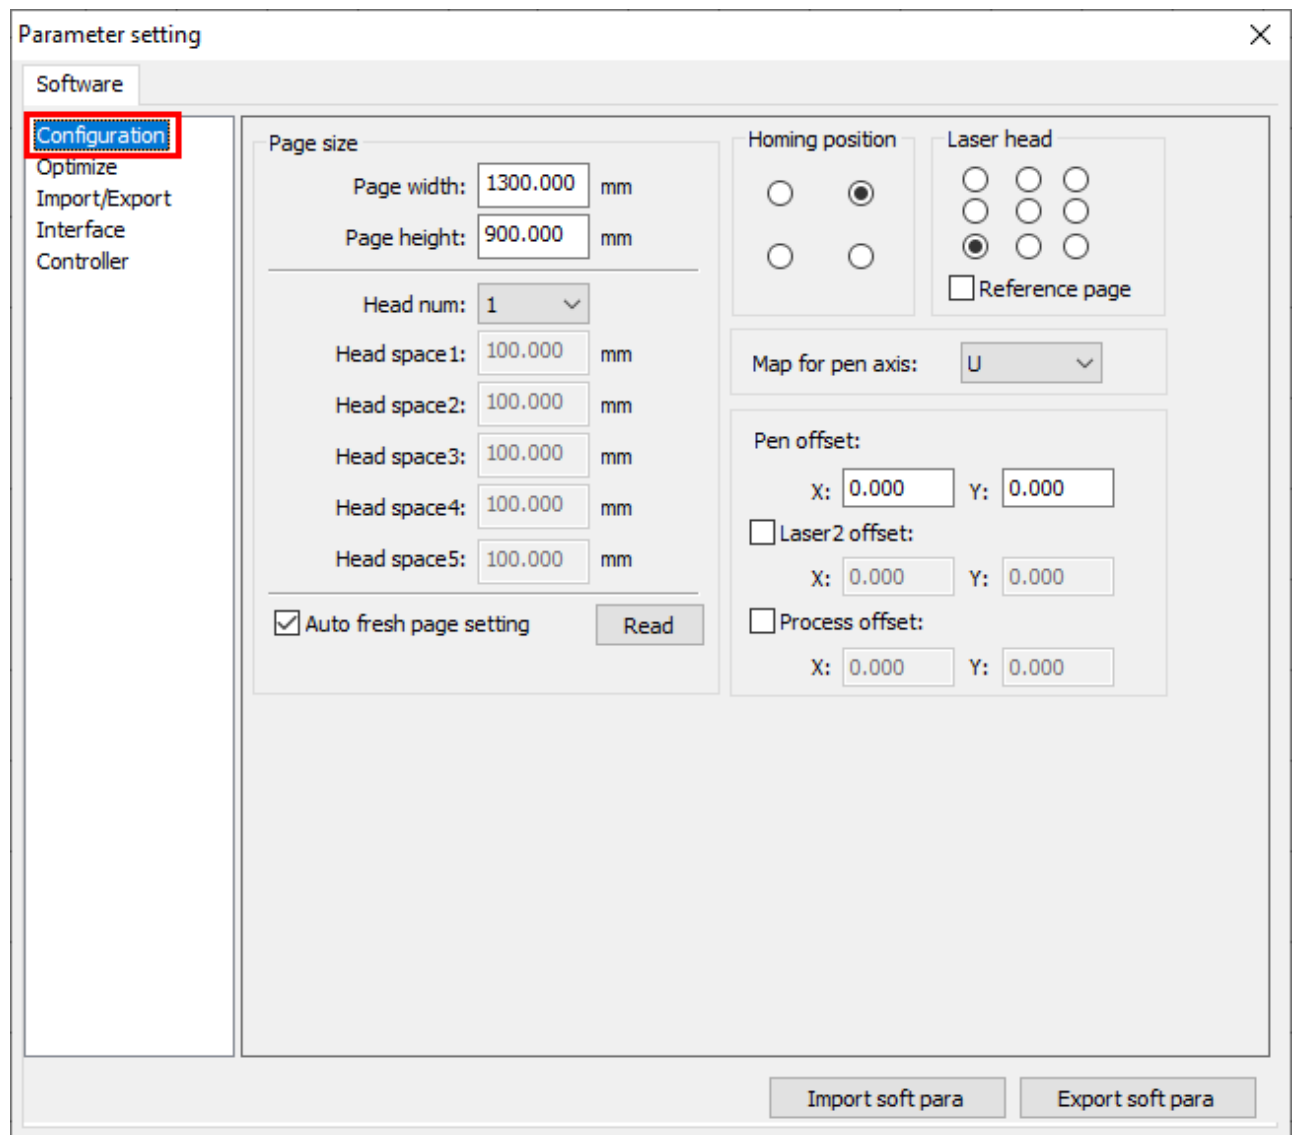 Parameter setting
Software
Configuration
Optimize
Import/Export
Interface
Controller
Page size
Page width: 1300.000 mm
Page height: 900.000 mm
Head num: 1
Head space1: 100.000 mm
Head space2: 100.000 mm
Head space3: 100.000 mm
Head space4: 100.000 mm
Head space5: 100.000 mm
Auto fresh page setting Read
Homing position
Laser head
Reference page
Map for pen axis: U
Pen offset:
X: 0.000 Y: 0.000
Laser2 offset:
X: 0.000 Y: 0.000
Process offset:
X: 0.000 Y: 0.000
Import soft para Export soft para